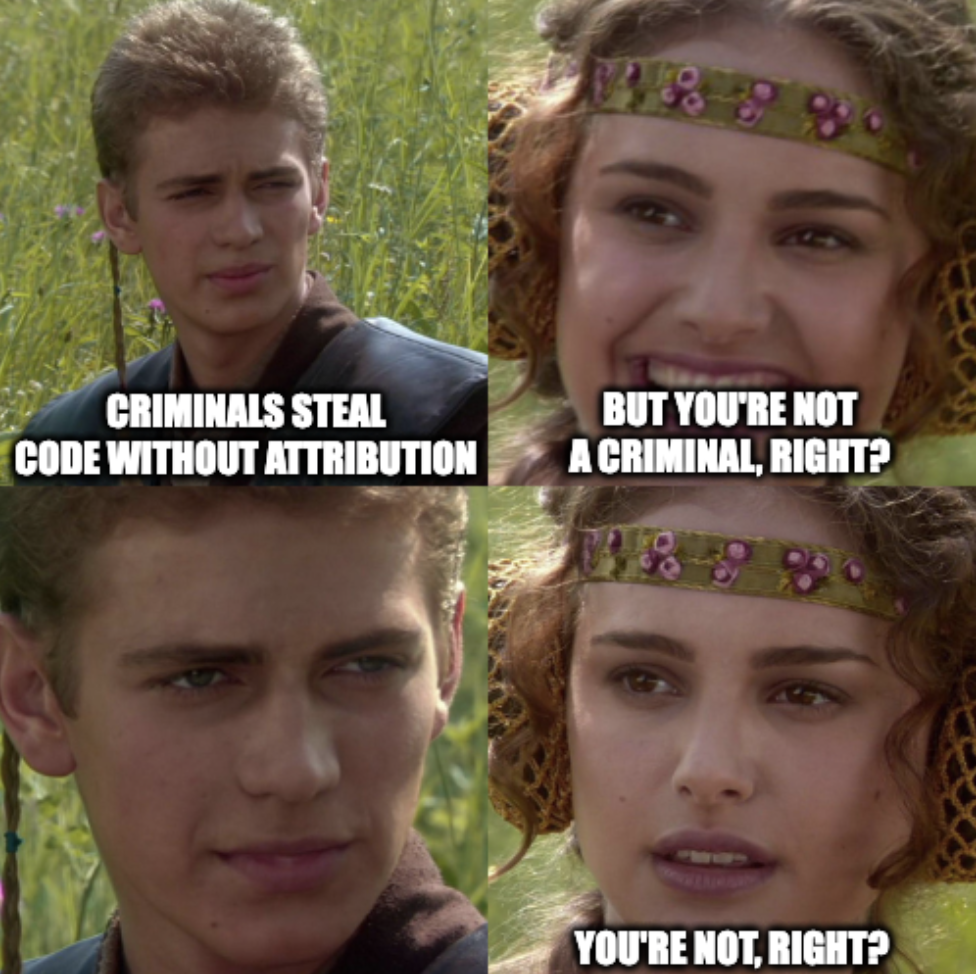 CRIMINALS STEAL
CODE WITHOUT ATTRIBUTION
BUT YOU'RE NOT
A CRIMINAL, RIGHT?
YOU'RE NOT, RIGHT?